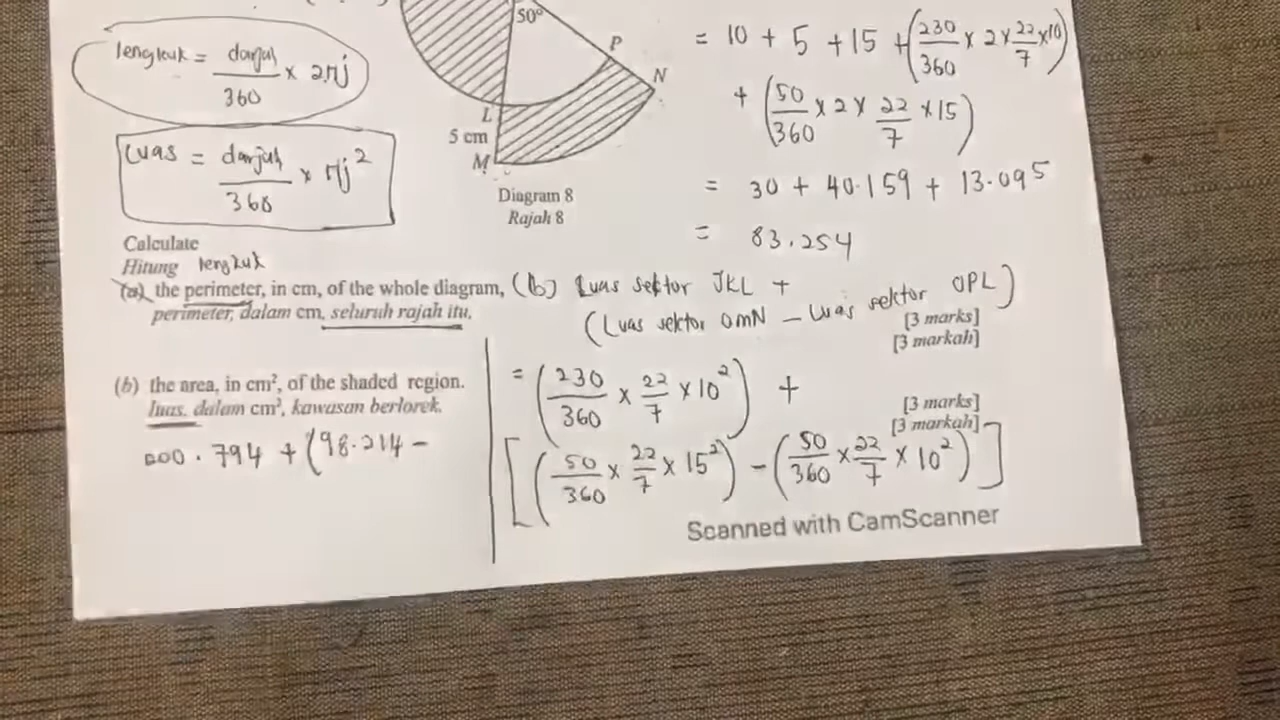 lengkuk = darjah/360 × 2πj
Luas = darjah/360 × πj²
50°
P
N
L
5 cm
M
Diagram 8
Rajah 8
= 10 + 5 + 15 + (230/360 × 2 × 22/7 × 10)
+ (50/360 × 2 × 22/7 × 15)
= 30 + 40.159 + 13.095
= 83.254
Calculate
Hitung lengkuk
(a) the perimeter, in cm, of the whole diagram,
perimeter, dalam cm, seluruh rajah itu.
[3 marks]
[3 markah]
(b) the area, in cm², of the shaded region.
luas, dalam cm², kawasan berlorek.
[3 marks]
[3 markah]
(b) Luas sektor JKL +
(Luas sektor OMN - Luas sektor OPL)
= (230/360 × 22/7 × 10²) +
[(50/360 × 22/7 × 15²) - (50/360 × 22/7 × 10²)]
.794 + (98.214 -
Scanned with CamScanner